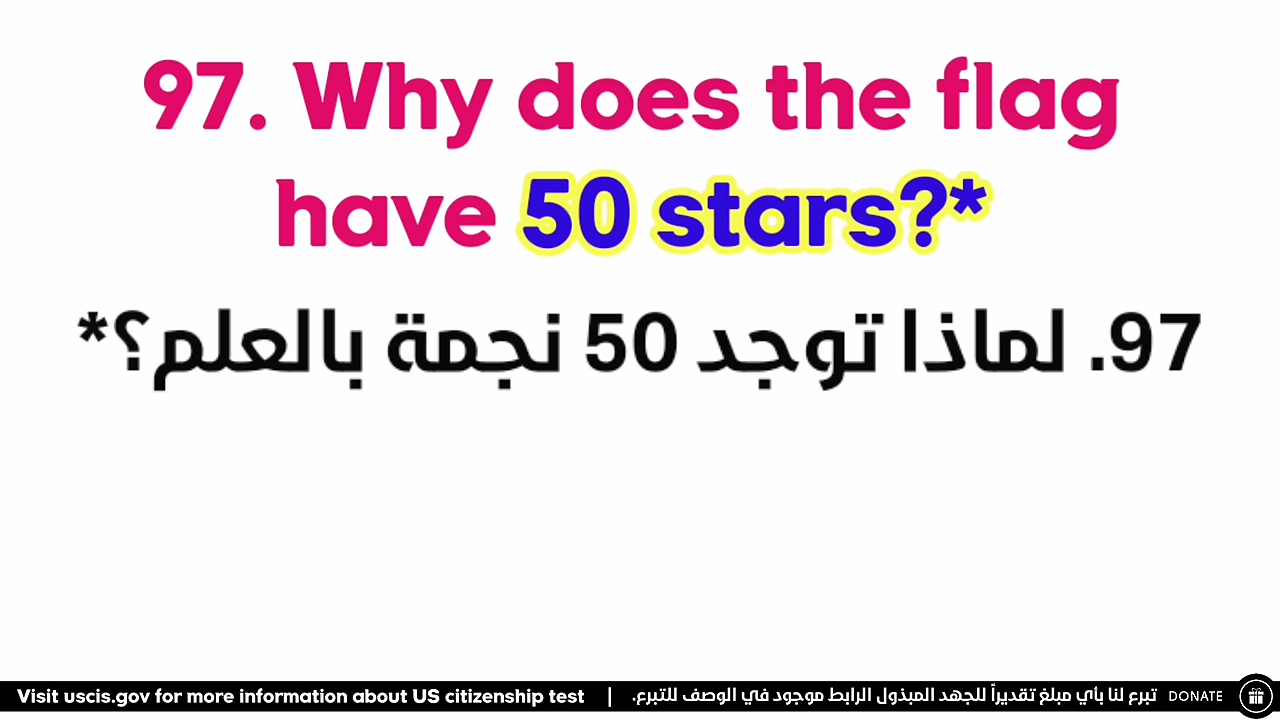 97. Why does the flag
have 50 stars?*
97. لماذا توجد 50 نجمة بالعلم؟*
Visit uscis.gov for more information about US citizenship test | تبرع لنا بأي مبلغ تقديراً للجهد المبذول الرابط موجود في الوصف للتبرع. DONATE